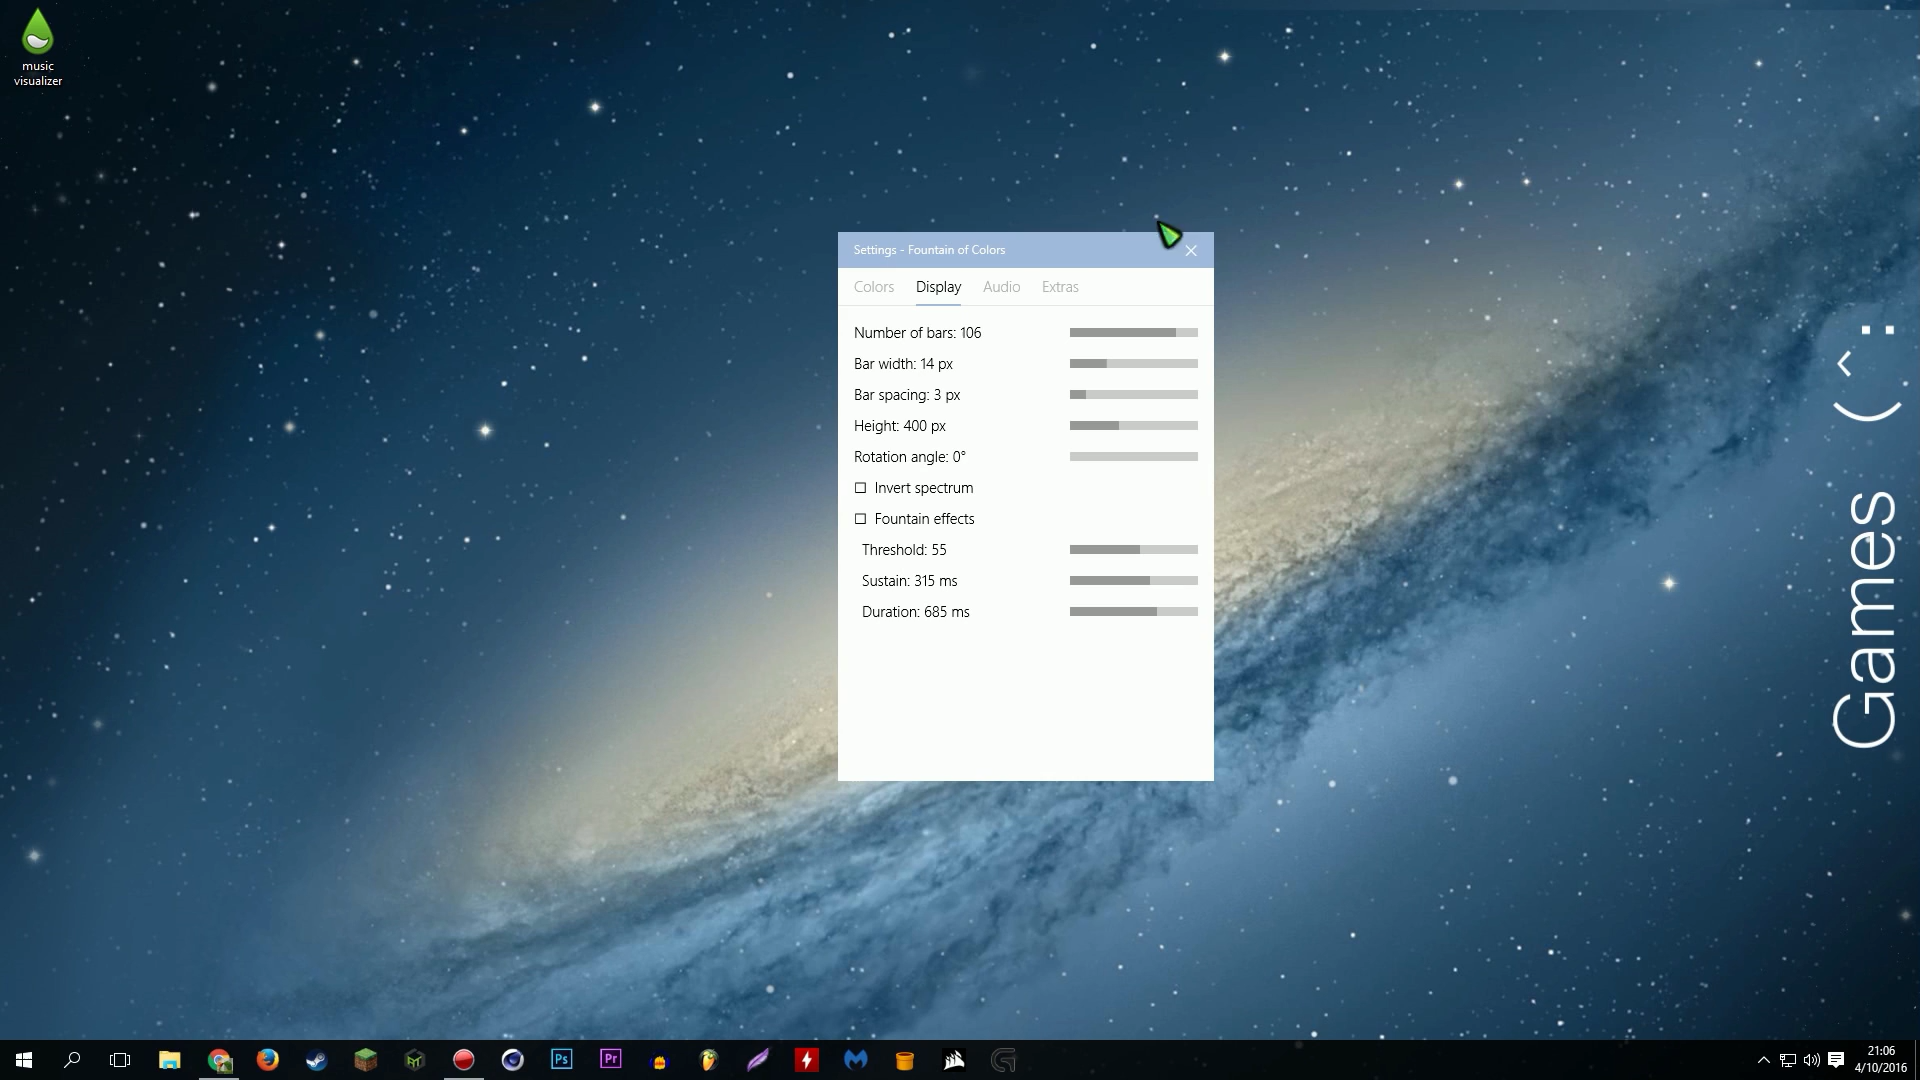 music
visualizer
Settings - Fountain of Colors
Colors Display Audio Extras
Number of bars: 106
Bar width: 14 px
Bar spacing: 3 px
Height: 400 px
Rotation angle: 0°
Invert spectrum
Fountain effects
Threshold: 55
Sustain: 315 ms
Duration: 685 ms
Games (^:
Ps
Pr
21:06
4/10/2016